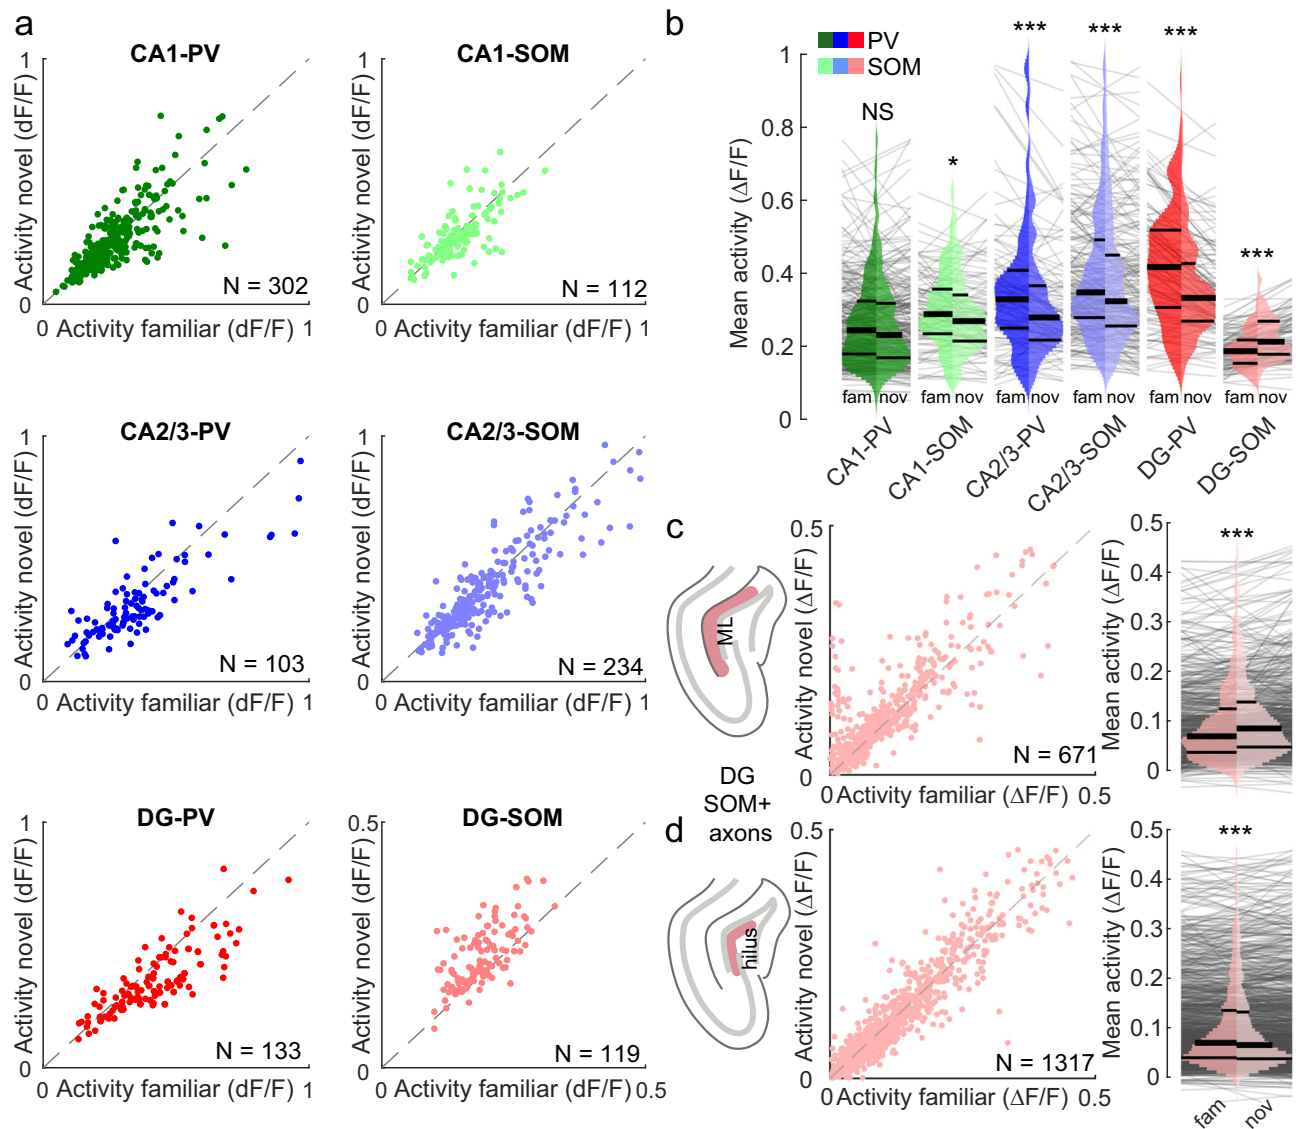 a
CA1-PV
1
Activity novel (dF/F)
0
N = 302
0 Activity familiar (dF/F) 1
CA1-SOM
1
Activity novel (dF/F)
0
N = 112
0 Activity familiar (dF/F) 1
CA2/3-PV
1
Activity novel (dF/F)
0
N = 103
0 Activity familiar (dF/F) 1
CA2/3-SOM
1
Activity novel (dF/F)
0
N = 234
0 Activity familiar (dF/F) 1
DG-PV
1
Activity novel (dF/F)
0
N = 133
0 Activity familiar (dF/F) 1
DG-SOM
0.5
Activity novel (dF/F)
0
N = 119
0 Activity familiar (dF/F) 0.5
b
PV
SOM
NS
*
***
***
***
***
1
0.8
0.6
0.4
0.2
0
Mean activity (ΔF/F)
fam nov
fam nov
fam nov
fam nov
fam nov
fam nov
CA1-PV
CA1-SOM
CA2/3-PV
CA2/3-SOM
DG-PV
DG-SOM
c
ML
0.5
Activity novel (ΔF/F)
0
N = 671
0 Activity familiar (ΔF/F) 0.5
***
0.5
0.4
0.3
0.2
0.1
0
Mean activity (ΔF/F)
DG
SOM+
axons
d
hilus
0.5
Activity novel (ΔF/F)
0
N = 1317
0 Activity familiar (ΔF/F) 0.5
***
0.5
0.4
0.3
0.2
0.1
0
Mean activity (ΔF/F)
fam nov